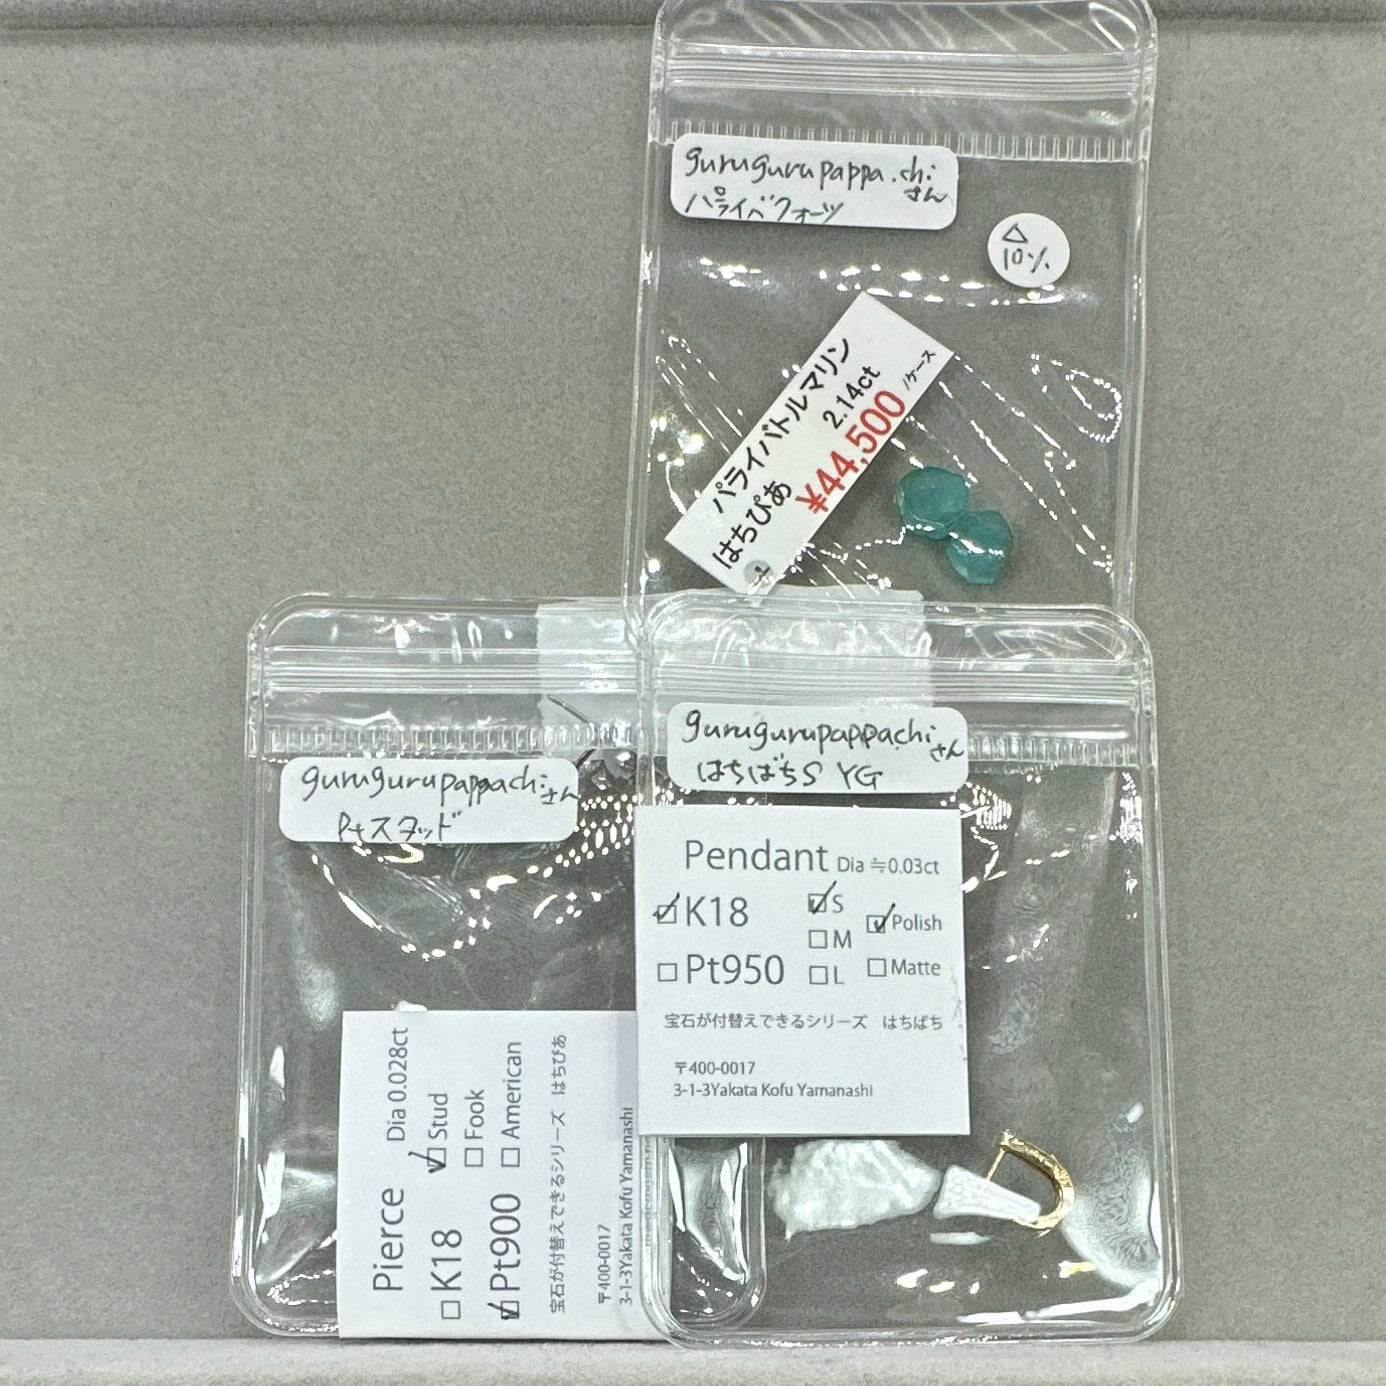 gurugurupappa.chi
さん
パライバクォーツ
△
10%
パライバトルマリン
はちぴあ 2.14ct
¥44,500 /ケース
gurugurupappachiさん
Ptスタッド
Pierce Dia 0.028ct
K18 ✓Stud
Fook
✓Pt900 American
宝石が付替えできるシリーズ はちぴあ
〒400-0017
3-1-3Yakata Kofu Yamanashi
gurugurupappachiさん
はちばちS YG
Pendant Dia≒0.03ct
✓K18 ✓S ✓Polish
M
Pt950 L Matte
宝石が付替えできるシリーズ はちばち
〒400-0017
3-1-3Yakata Kofu Yamanashi